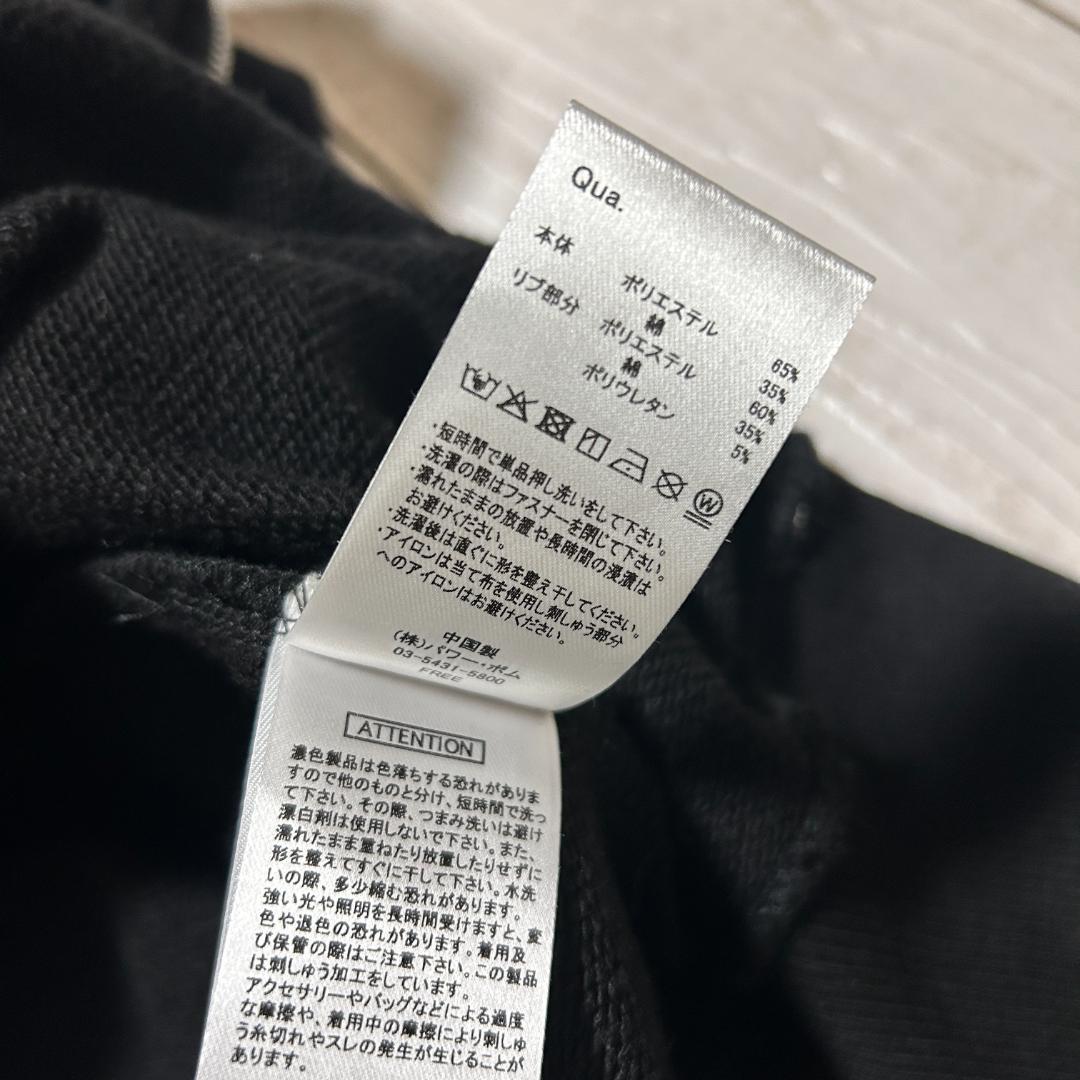 Qua.
本体 ポリエステル 65%
綿 35%
リブ部分 ポリエステル 60%
綿 35%
ポリウレタン 5%
W
・短時間で単品押し洗いをして下さい。
・洗濯の際はファスナーを閉じて下さい。
・濡れたままの放置や長時間の浸漬は
お避けください。
・洗濯後は直ぐに形を整え干してください。
・アイロンは当て布を使用し刺しゅう部分
へのアイロンはお避けください。
中国製
(株)パワー・ボム
03-5431-5800
FREE
ATTENTION
濃色製品は色落ちする恐れがありま
すので他のものと分け、短時間で洗っ
て下さい。その際、つまみ洗いは避け
漂白剤は使用しないで下さい。また、
濡れたまま重ねたり放置したりせずに
形を整えてすぐに干して下さい。水洗
いの際、多少縮む恐れがあります。
強い光や照明を長時間受けますと、変
色や退色の恐れがあります。着用及
び保管の際はご注意下さい。この製品
は刺しゅう加工をしています。
アクセサリーやバッグなどによる過度
な摩擦や、着用中の摩擦により刺しゅ
う糸切れやスレの発生が生じることが
あります。